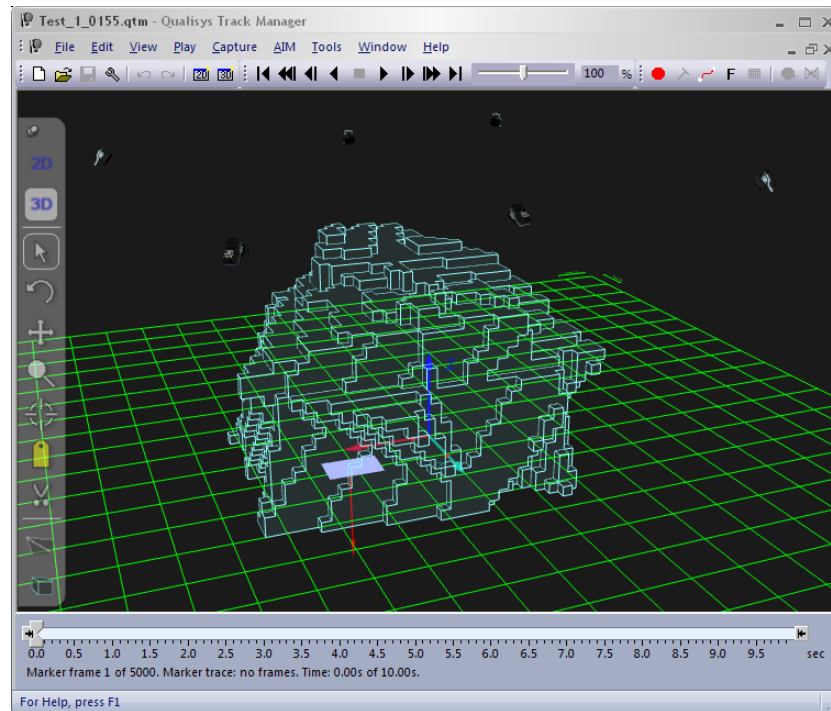 Test_1_0155.qtm - Qualisys Track Manager
File Edit View Play Capture AIM Tools Window Help
2D 3D 100 % F
2D
3D
0.0 0.5 1.0 1.5 2.0 2.5 3.0 3.5 4.0 4.5 5.0 5.5 6.0 6.5 7.0 7.5 8.0 8.5 9.0 9.5 sec
Marker frame 1 of 5000. Marker trace: no frames. Time: 0.00s of 10.00s.
For Help, press F1